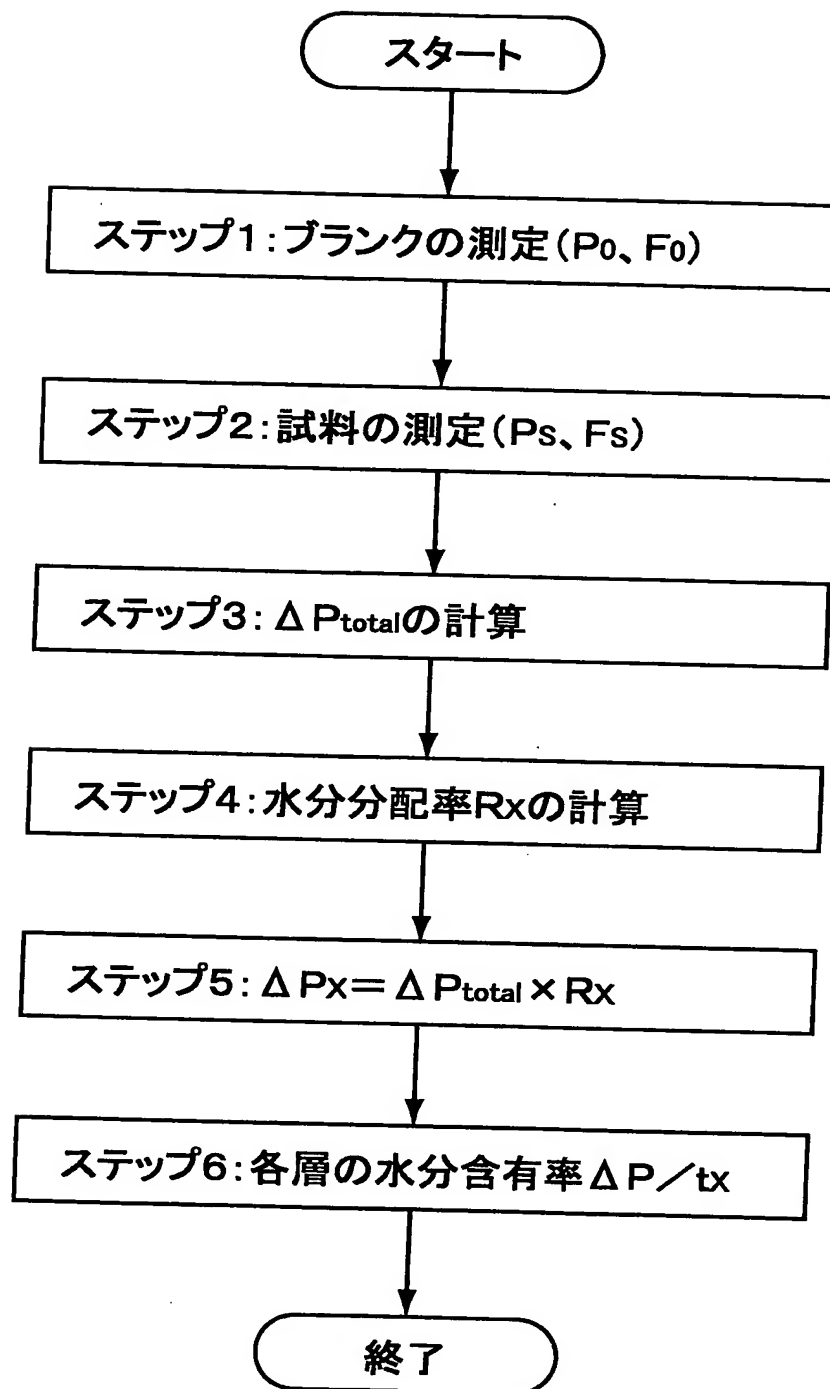 スタート
ステップ1:ブランクの測定(P0、F0)
ステップ2:試料の測定(Ps、Fs)
ステップ3:ΔPtotalの計算
ステップ4:水分分配率Rxの計算
ステップ5:ΔPx=ΔPtotal×Rx
ステップ6:各層の水分含有率ΔP/tx
終了